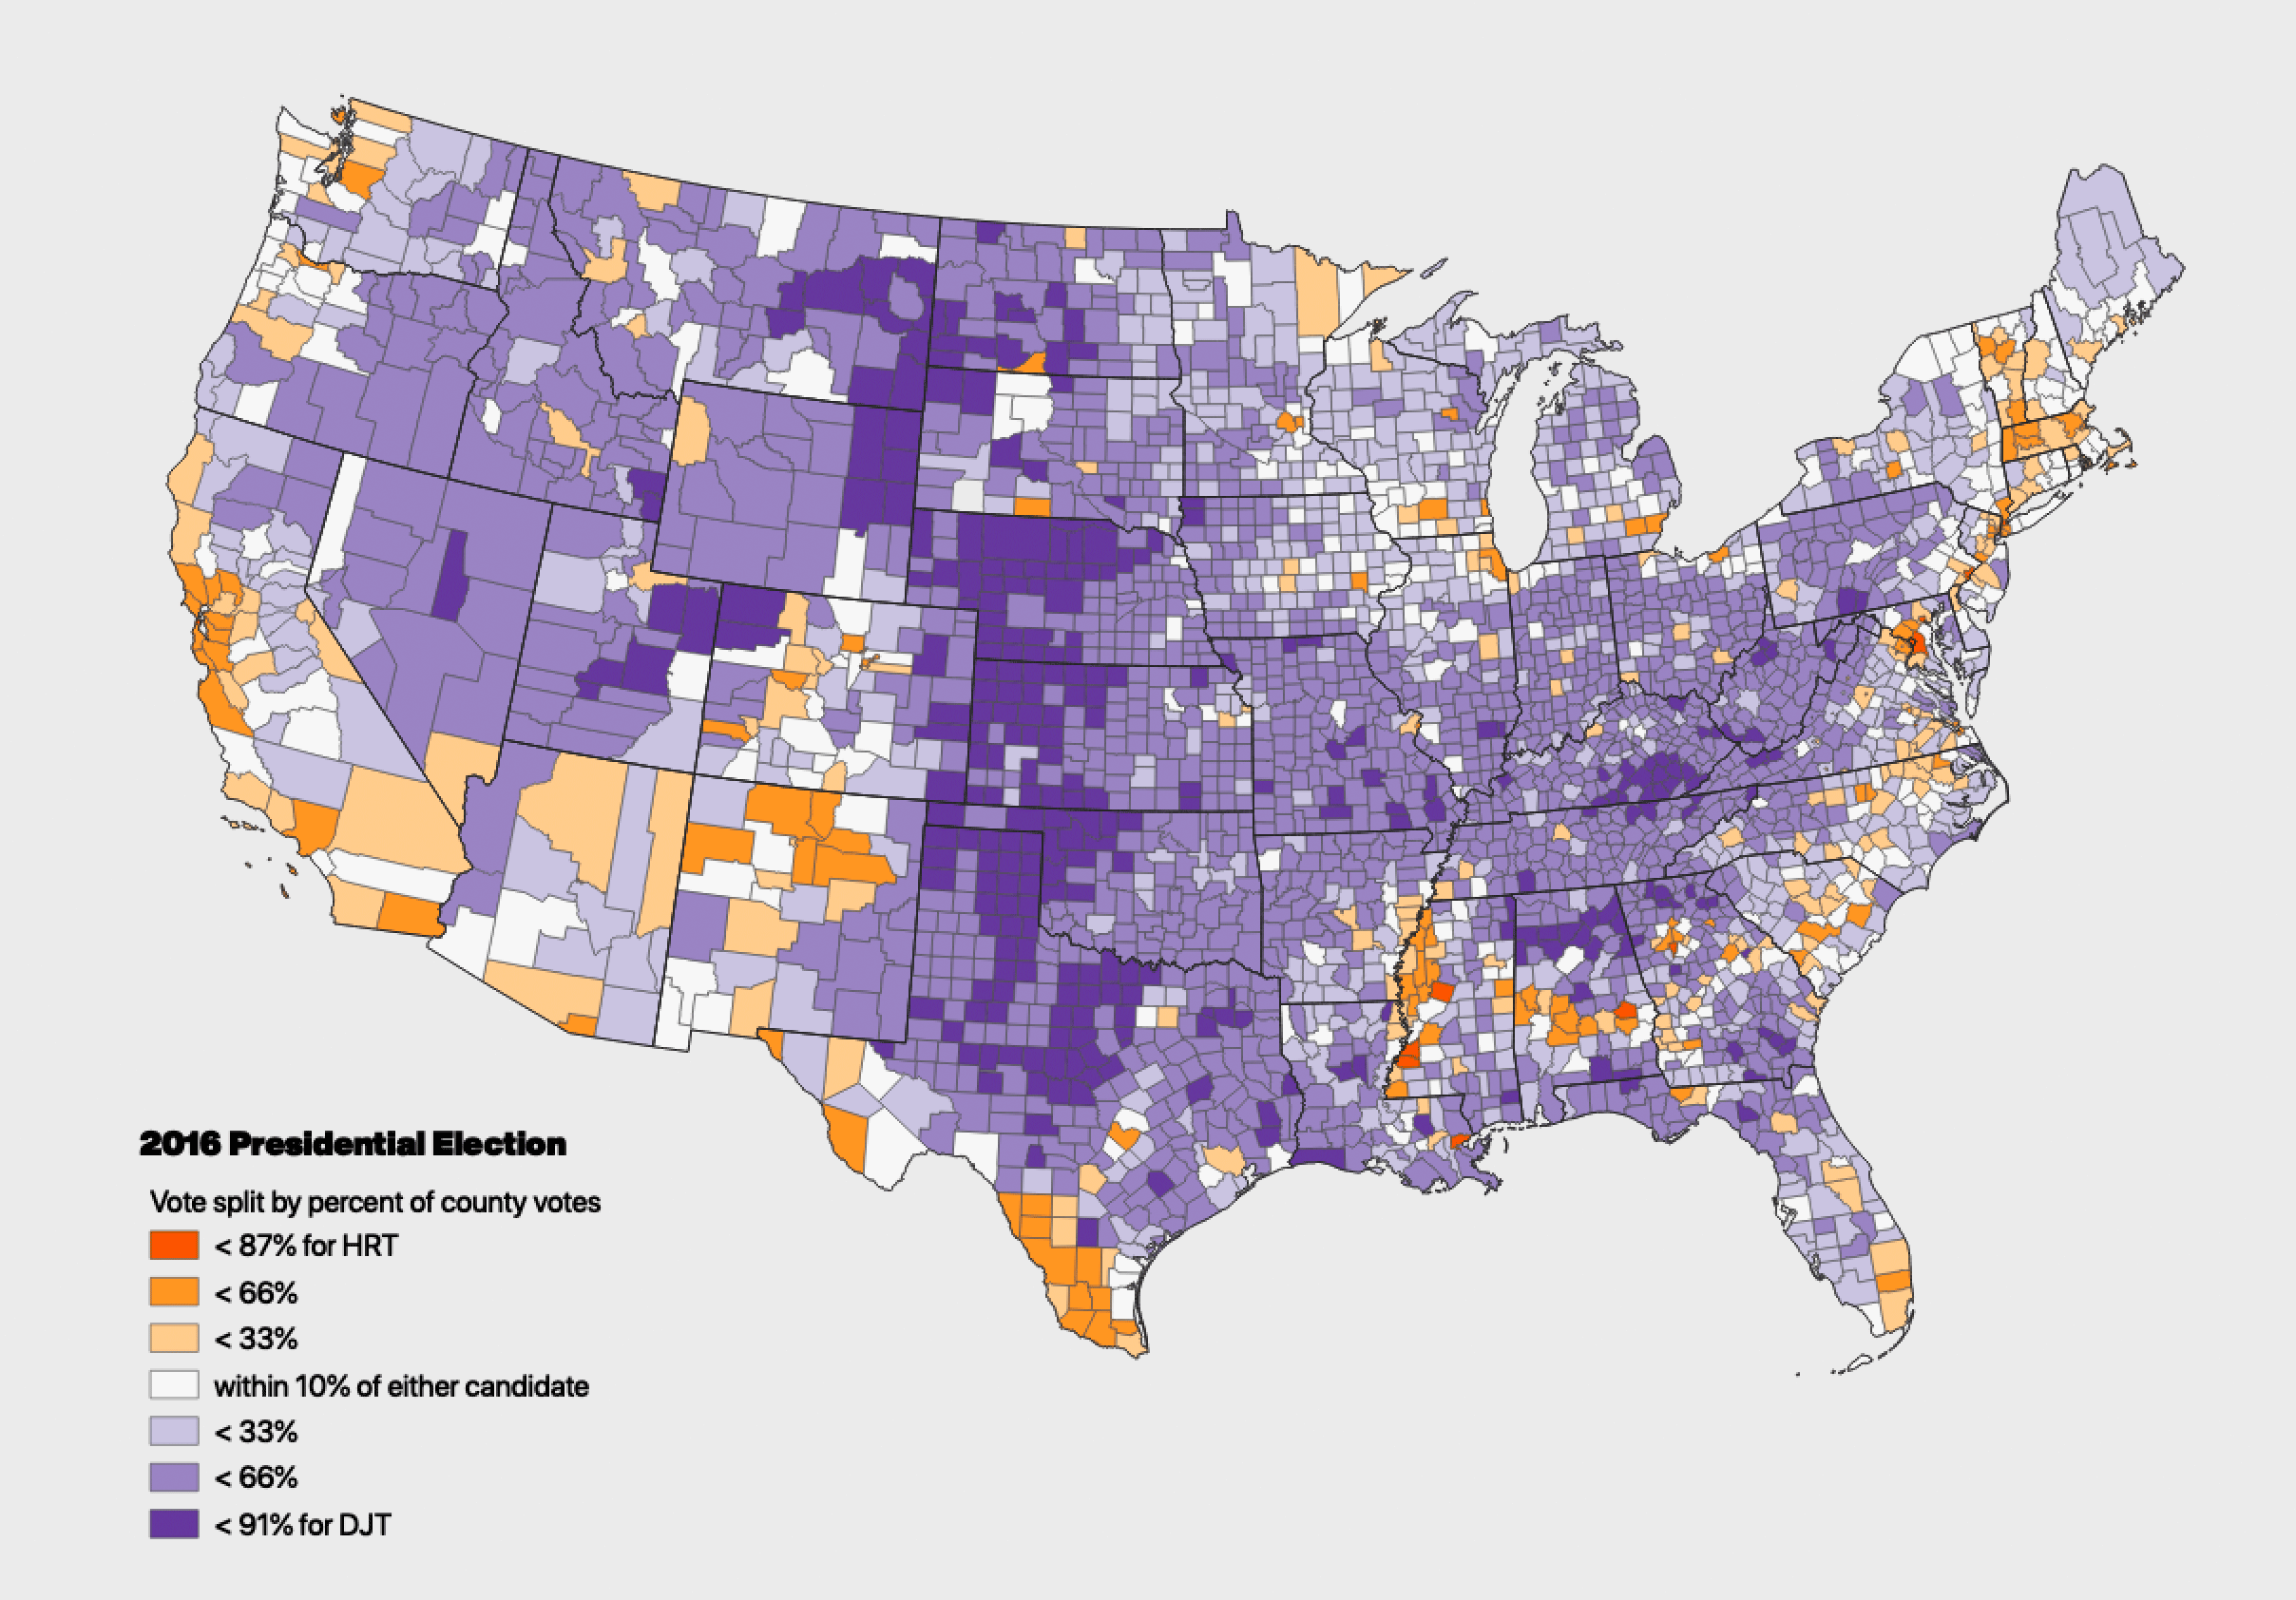 2016 Presidential Election
Vote split by percent of county votes
< 87% for HRT
< 66%
< 33%
within 10% of either candidate
< 33%
< 66%
< 91% for DJT